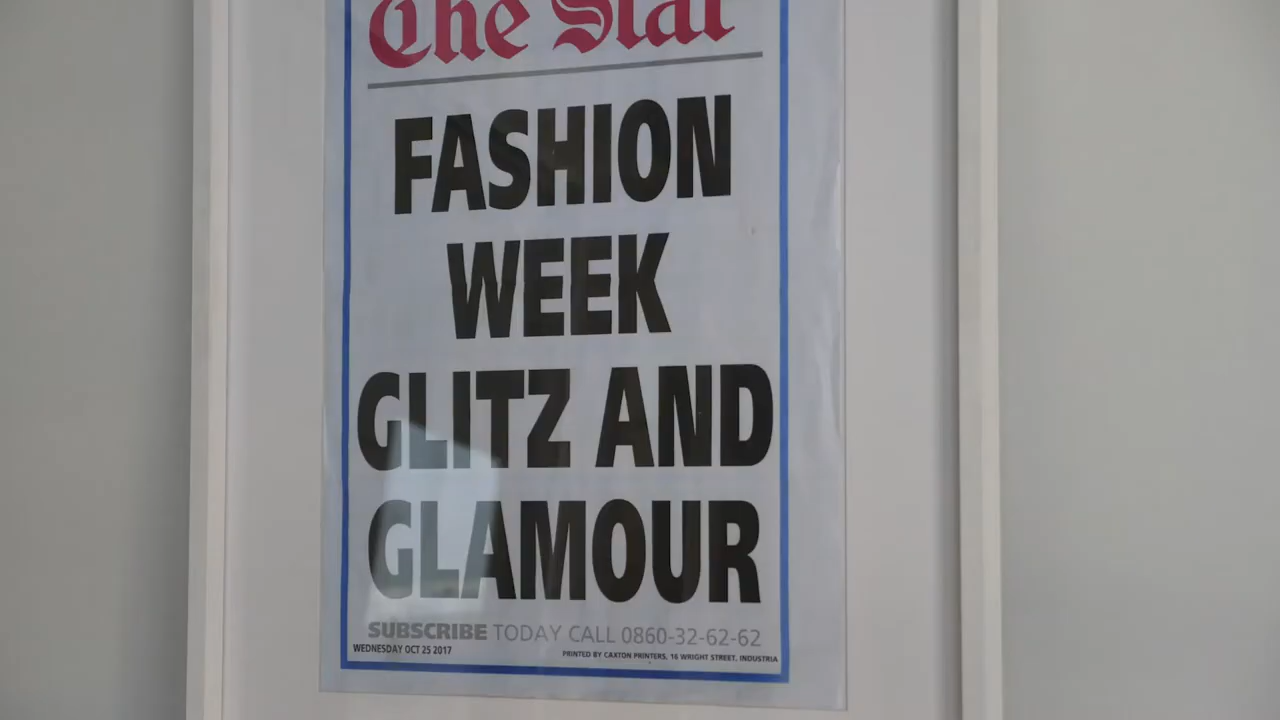 The Star
FASHION
WEEK
GLITZ AND
GLAMOUR
SUBSCRIBE TODAY CALL 0860-32-62-62
WEDNESDAY OCT 25 2017
PRINTED BY CAXTON PRINTERS, 16 WRIGHT STREET, INDUSTRIA